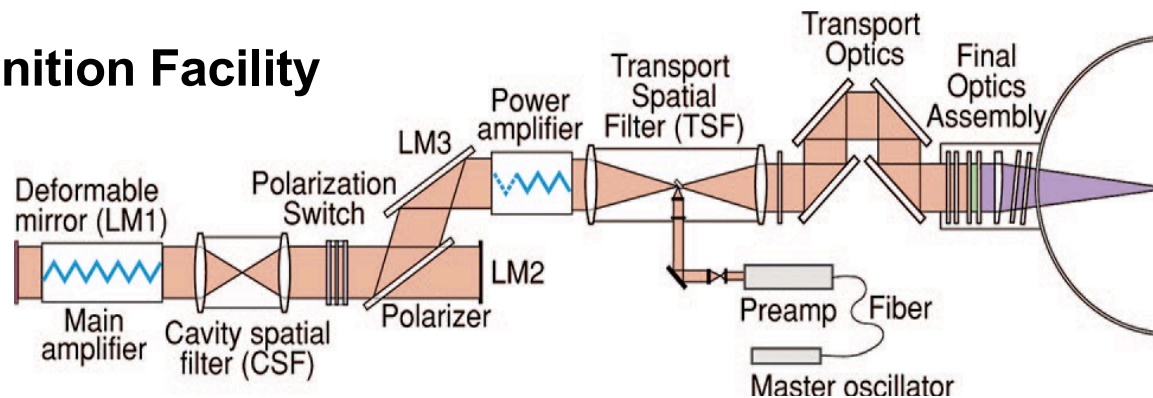 nition Facility
Deformable
mirror (LM1)
Main
amplifier
Cavity spatial
filter (CSF)
Polarization
Switch
LM3
Polarizer
LM2
Power
amplifier
Transport
Spatial
Filter (TSF)
Preamp
Fiber
Master oscillator
Transport
Optics
Final
Optics
Assembly